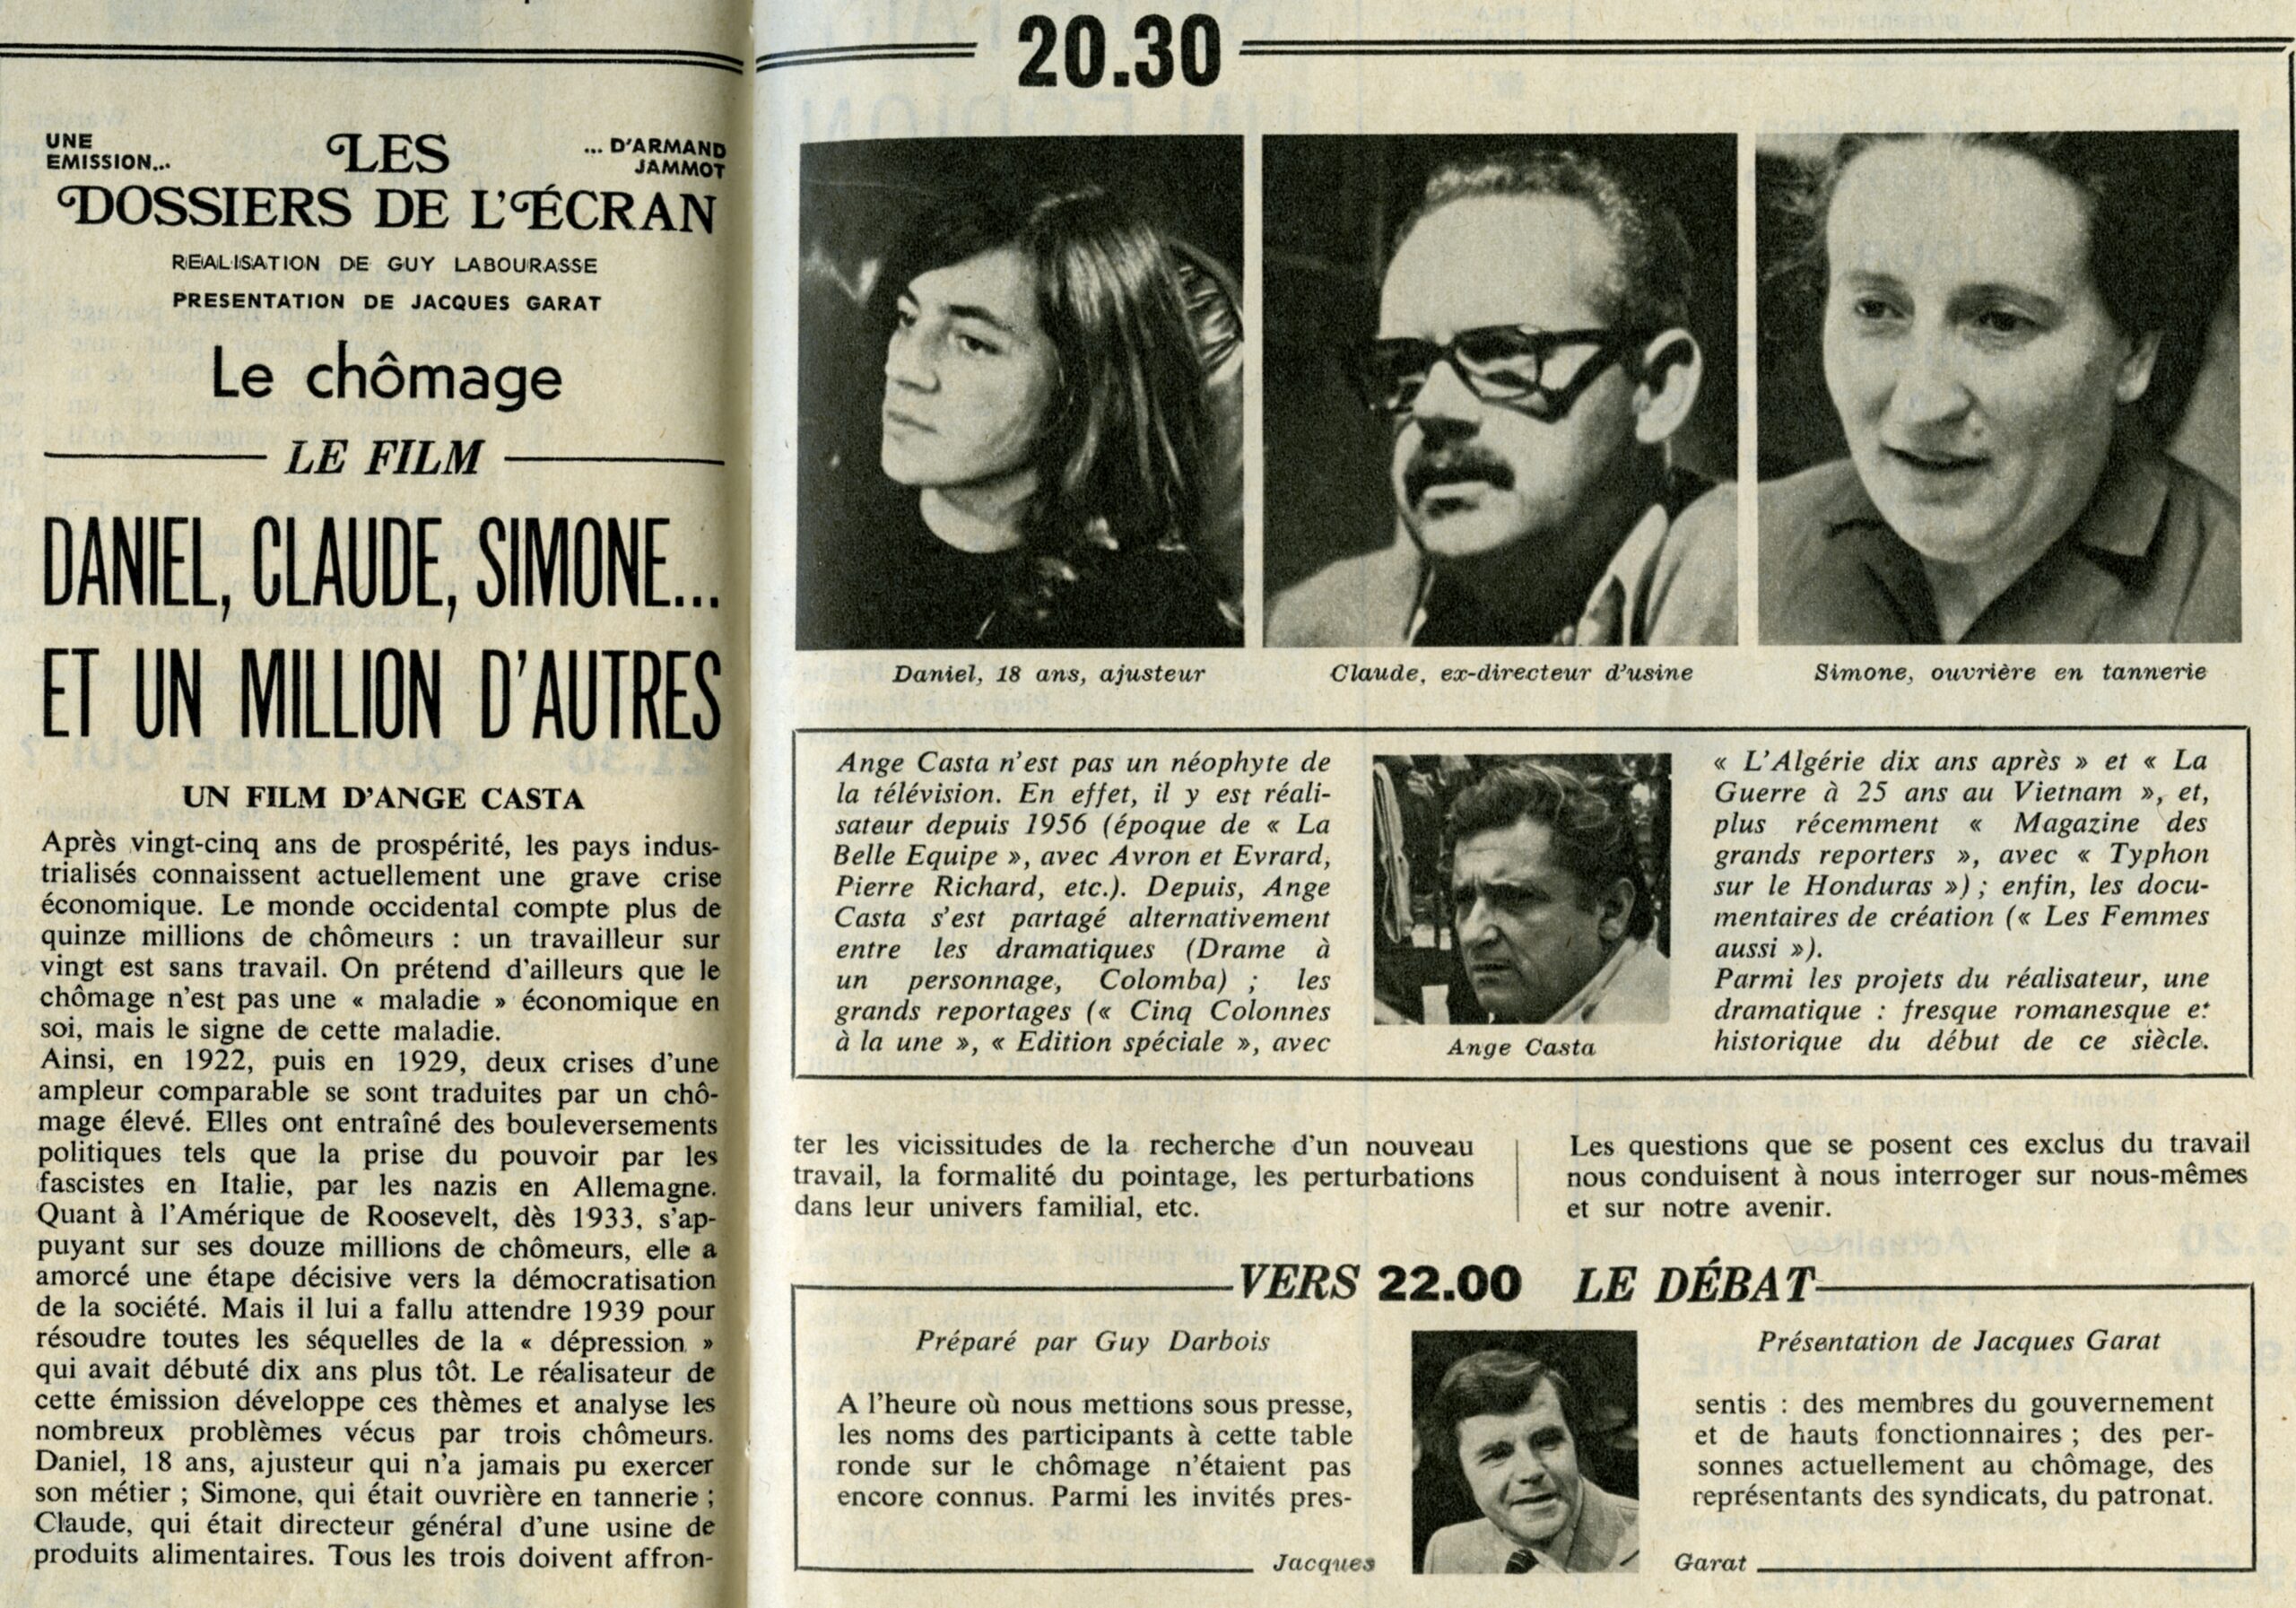 20.30
UNE
EMISSION...
LES
... D'ARMAND
JAMMOT
DOSSIERS DE L'ÉCRAN
REALISATION DE GUY LABOURASSE
PRESENTATION DE JACQUES GARAT
Le chômage
LE FILM
DANIEL, CLAUDE, SIMONE...
ET UN MILLION D'AUTRES
UN FILM D'ANGE CASTA
Après vingt-cinq ans de prospérité, les pays indus-
trialisés connaissent actuellement une grave crise
économique. Le monde occidental compte plus de
quinze millions de chômeurs : un travailleur sur
vingt est sans travail. On prétend d'ailleurs que le
chômage n'est pas une « maladie » économique en
soi, mais le signe de cette maladie.
Ainsi, en 1922, puis en 1929, deux crises d'une
ampleur comparable se sont traduites par un chô-
mage élevé. Elles ont entraîné des bouleversements
politiques tels que la prise du pouvoir par les
fascistes en Italie, par les nazis en Allemagne.
Quant à l'Amérique de Roosevelt, dès 1933, s'ap-
puyant sur ses douze millions de chômeurs, elle a
amorcé une étape décisive vers la démocratisation
de la société. Mais il lui a fallu attendre 1939 pour
résoudre toutes les séquelles de la « dépression »
qui avait débuté dix ans plus tôt. Le réalisateur de
cette émission développe ces thèmes et analyse les
nombreux problèmes vécus par trois chômeurs.
Daniel, 18 ans, ajusteur qui n'a jamais pu exercer
son métier ; Simone, qui était ouvrière en tannerie ;
Claude, qui était directeur général d'une usine de
produits alimentaires. Tous les trois doivent affron-
Daniel, 18 ans, ajusteur
Claude, ex-directeur d'usine
Simone, ouvrière en tannerie
Ange Casta n'est pas un néophyte de
la télévision. En effet, il y est réali-
sateur depuis 1956 (époque de « La
Belle Equipe », avec Avron et Evrard,
Pierre Richard, etc.). Depuis, Ange
Casta s'est partagé alternativement
entre les dramatiques (Drame à
un personnage, Colomba) ; les
grands reportages (« Cinq Colonnes
à la une », « Edition spéciale », avec
Ange Casta
« L'Algérie dix ans après » et « La
Guerre à 25 ans au Vietnam », et,
plus récemment « Magazine des
grands reporters », avec « Typhon
sur le Honduras ») ; enfin, les docu-
mentaires de création (« Les Femmes
aussi »).
Parmi les projets du réalisateur, une
dramatique : fresque romanesque et
historique du début de ce siècle.
ter les vicissitudes de la recherche d'un nouveau
travail, la formalité du pointage, les perturbations
dans leur univers familial, etc.
Les questions que se posent ces exclus du travail
nous conduisent à nous interroger sur nous-mêmes
et sur notre avenir.
VERS 22.00 LE DÉBAT
Préparé par Guy Darbois
A l'heure où nous mettions sous presse,
les noms des participants à cette table
ronde sur le chômage n'étaient pas
encore connus. Parmi les invités pres-
Présentation de Jacques Garat
sentis : des membres du gouvernement
et de hauts fonctionnaires ; des per-
sonnes actuellement au chômage, des
représentants des syndicats, du patronat.
Jacques Garat